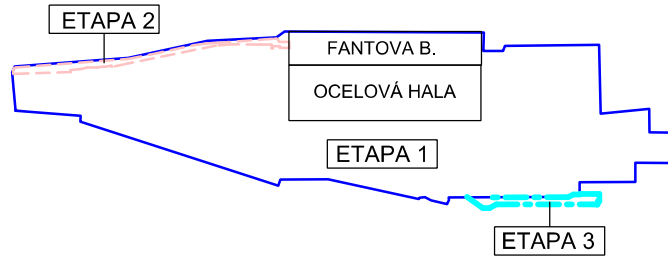 ETAPA 2
FANTOVA B.
OCELOVÁ HALA
ETAPA 1
ETAPA 3